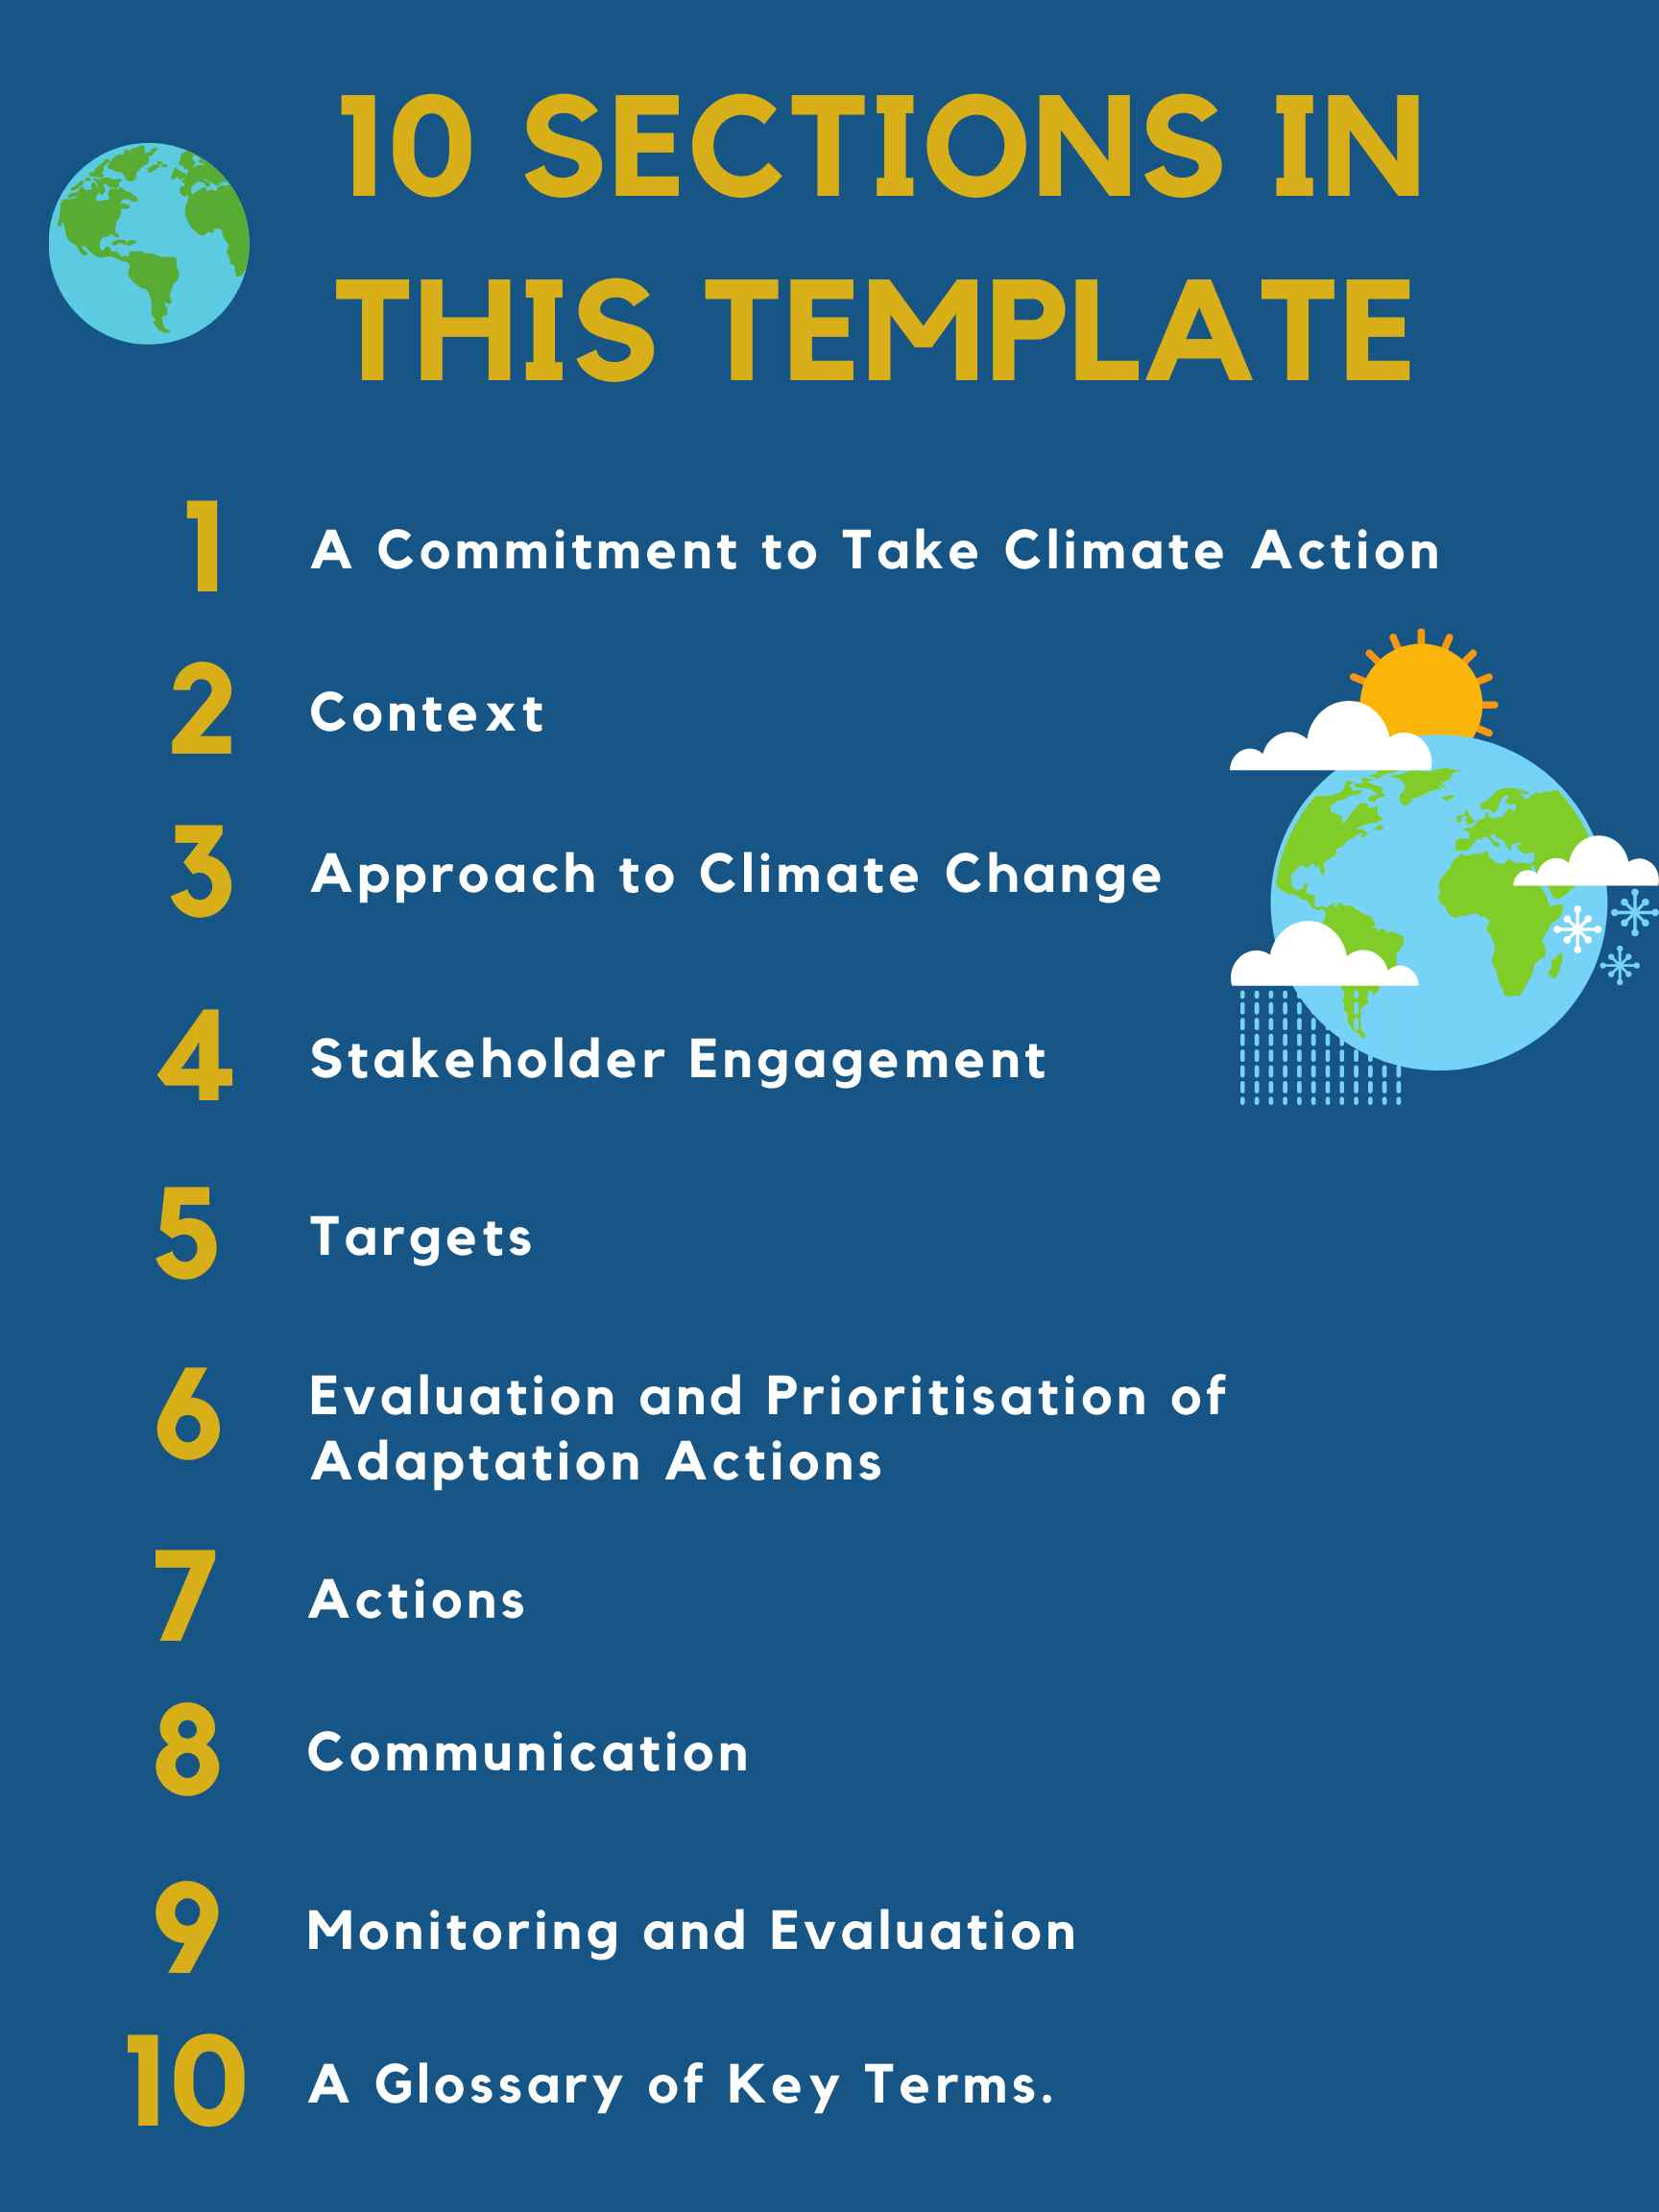 10 SECTIONS IN
THIS TEMPLATE
1 A Commitment to Take Climate Action
2 Context
3 Approach to Climate Change
4 Stakeholder Engagement
5 Targets
6 Evaluation and Prioritisation of
Adaptation Actions
7 Actions
8 Communication
9 Monitoring and Evaluation
10 A Glossary of Key Terms.